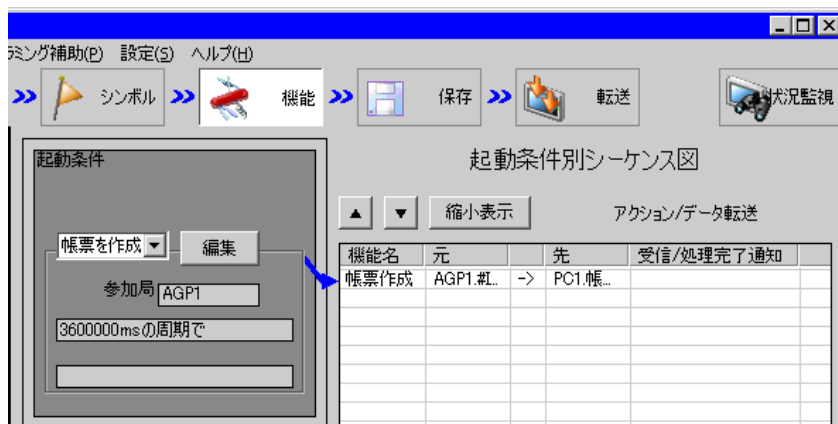 ラミング補助(P) 設定(S) ヘルプ(H)
シンボル 機能 保存 転送 状況監視
起動条件
起動条件別シーケンス図
▲ ▼ 縮小表示 アクション/データ転送
帳票を作成 編集
機能名 元 先 受信/処理完了通知
帳票作成 AGP1.#I... -> PC1.帳...
参加局 AGP1
3600000msの周期で